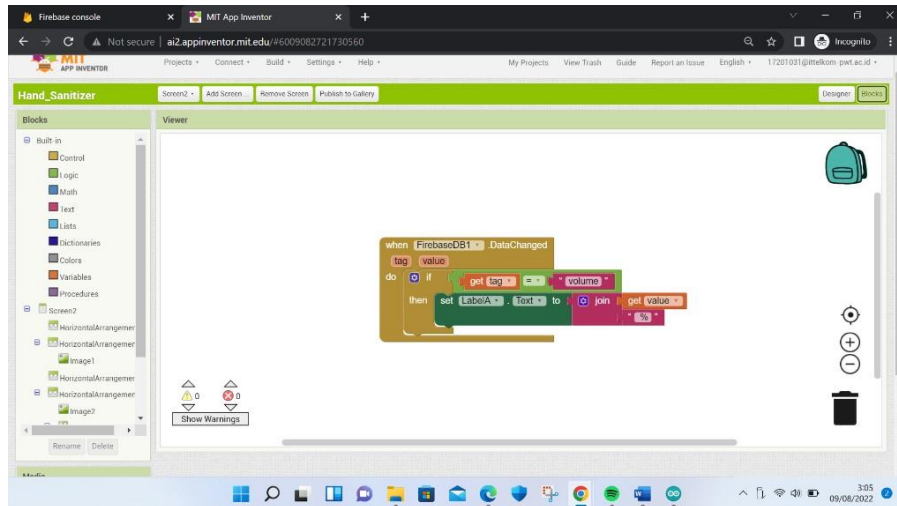 Firebase console
MIT App Inventor
Not secure | ai2.appinventor.mit.edu/#6009082721730560
Incognito
MIT
APP INVENTOR
Projects Connect Build Settings Help
My Projects View Trash Guide Report an Issue English 17201031@ittelkom-pwt.ac.id
Hand_Sanitizer
Screen2 Add Screen ... Remove Screen Publish to Gallery
Designer Blocks
Blocks
Viewer
Built-in
Control
Logic
Math
Text
Lists
Dictionaries
Colors
Variables
Procedures
Screen2
HorizontalArrangemer
HorizontalArrangemer
Image1
HorizontalArrangemer
HorizontalArrangemer
Image2
Rename Delete
when FirebaseDB1 .DataChanged
tag value
do if get tag = " volume "
then set LabelA . Text to join get value
" % "
0 0
Show Warnings
3:05
09/08/2022